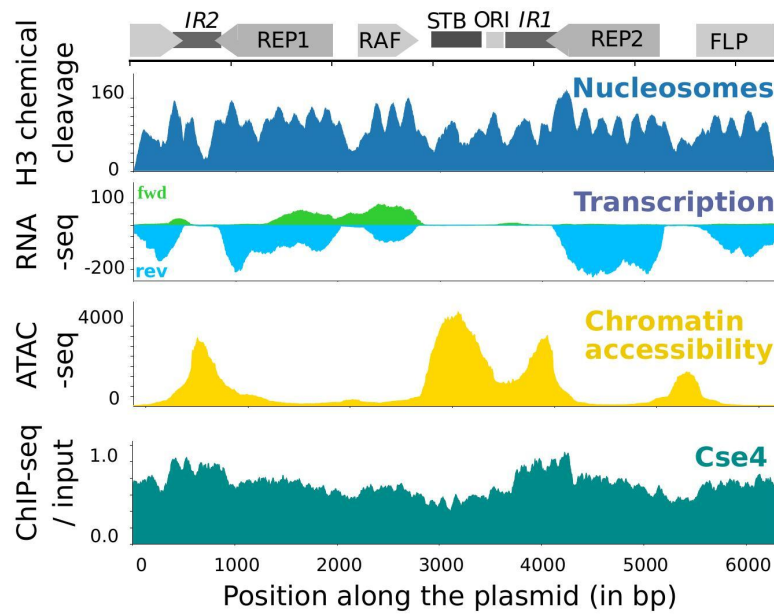 IR2 STB ORI IR1
REP1 RAF REP2 FLP
H3 chemical
cleavage
160
0
Nucleosomes
RNA
-seq
100
-200
fwd
rev
Transcription
ATAC
-seq
4000
0
Chromatin
accessibility
ChIP-seq
/ input
1.0
0.0
Cse4
0 1000 2000 3000 4000 5000 6000
Position along the plasmid (in bp)